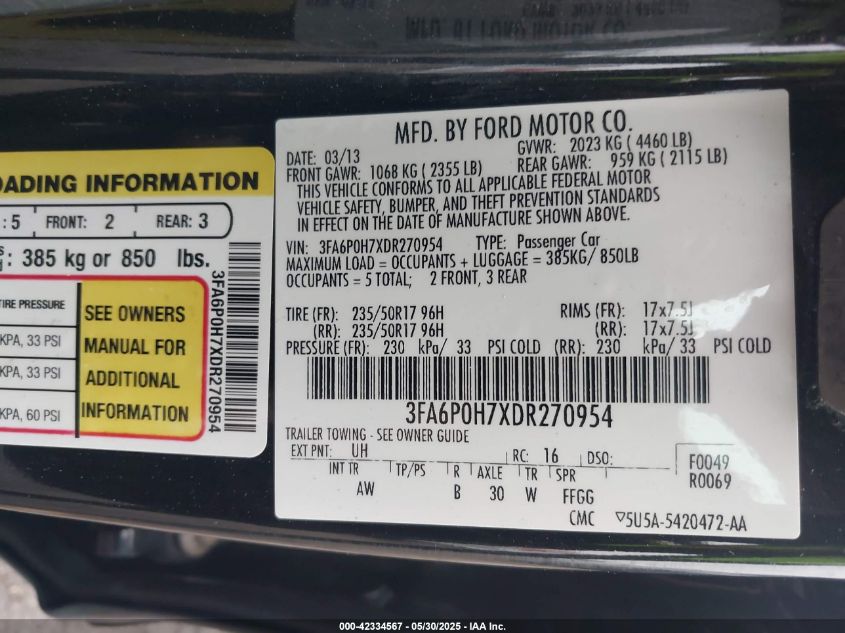 MFD. BY FORD MOTOR CO.
DATE: 03/13 GVWR: 2023 KG ( 4460 LB)
FRONT GAWR: 1068 KG ( 2355 LB) REAR GAWR: 959 KG ( 2115 LB)
THIS VEHICLE CONFORMS TO ALL APPLICABLE FEDERAL MOTOR
VEHICLE SAFETY, BUMPER, AND THEFT PREVENTION STANDARDS
IN EFFECT ON THE DATE OF MANUFACTURE SHOWN ABOVE.
VIN: 3FA6P0H7XDR270954 TYPE: Passenger Car
MAXIMUM LOAD = OCCUPANTS + LUGGAGE = 385KG/ 850LB
OCCUPANTS = 5 TOTAL; 2 FRONT, 3 REAR
TIRE (FR): 235/50R17 96H RIMS (FR): 17x7.5J
(RR): 235/50R17 96H (RR): 17x7.5J
PRESSURE (FR): 230 kPa/ 33 PSI COLD (RR): 230 kPa/ 33 PSI COLD
3FA6P0H7XDR270954
TRAILER TOWING - SEE OWNER GUIDE
EXT PNT: UH RC: 16 DSO:
INT TR TP/PS R AXLE TR SPR
AW B 30 W FFGG
F0049
R0069
CMC ▽5U5A-5420472-AA
OADING INFORMATION
: 5 FRONT: 2 REAR: 3
: 385 kg or 850 lbs.
TIRE PRESSURE
KPA, 33 PSI
KPA, 33 PSI
KPA, 60 PSI
SEE OWNERS
MANUAL FOR
ADDITIONAL
INFORMATION
3FA6P0H7XDR270954
000-42334567 - 05/30/2025 - IAA Inc.